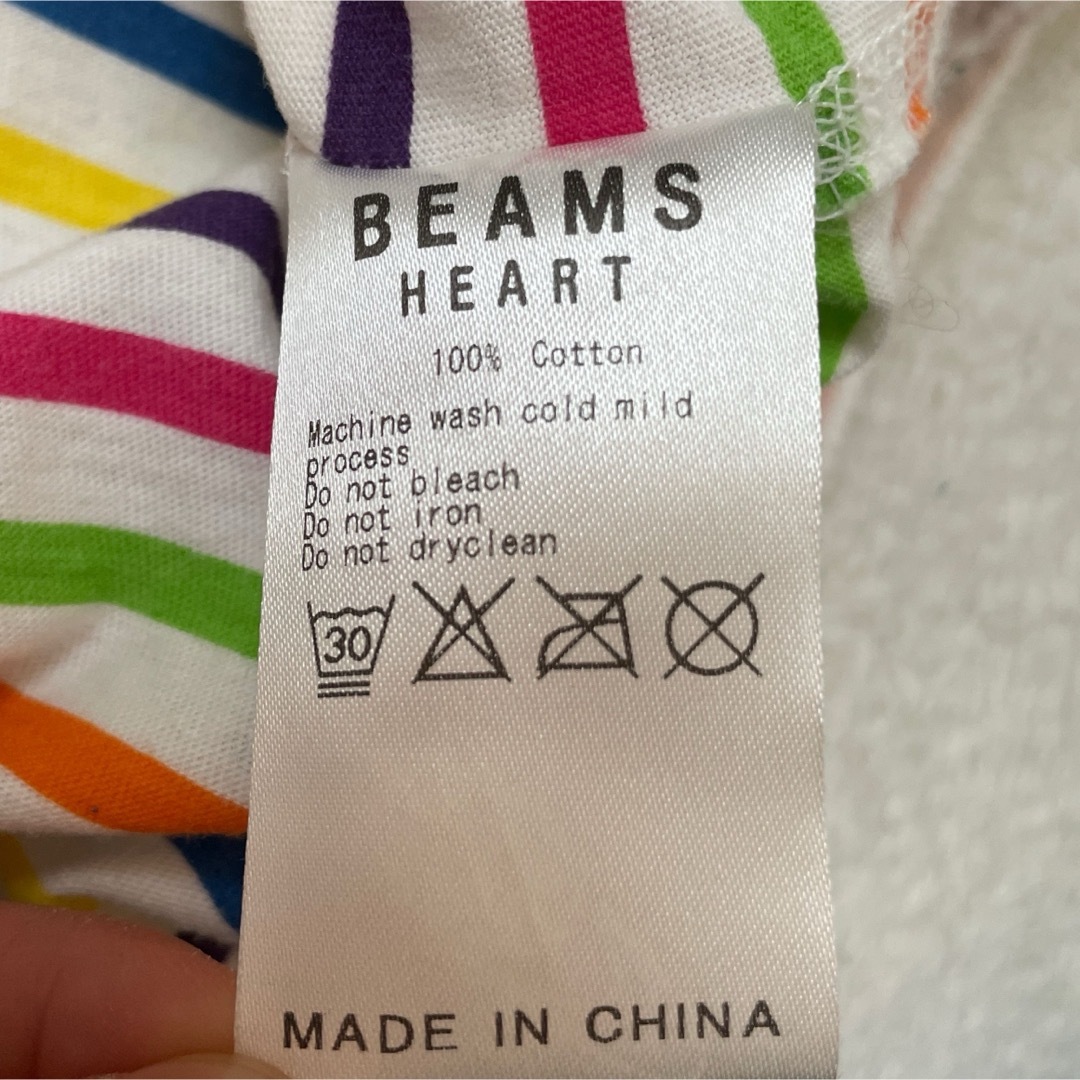 BEAMS
HEART
100% Cotton
Machine wash cold mild
process
Do not bleach
Do not iron
Do not dryclean
30
MADE IN CHINA